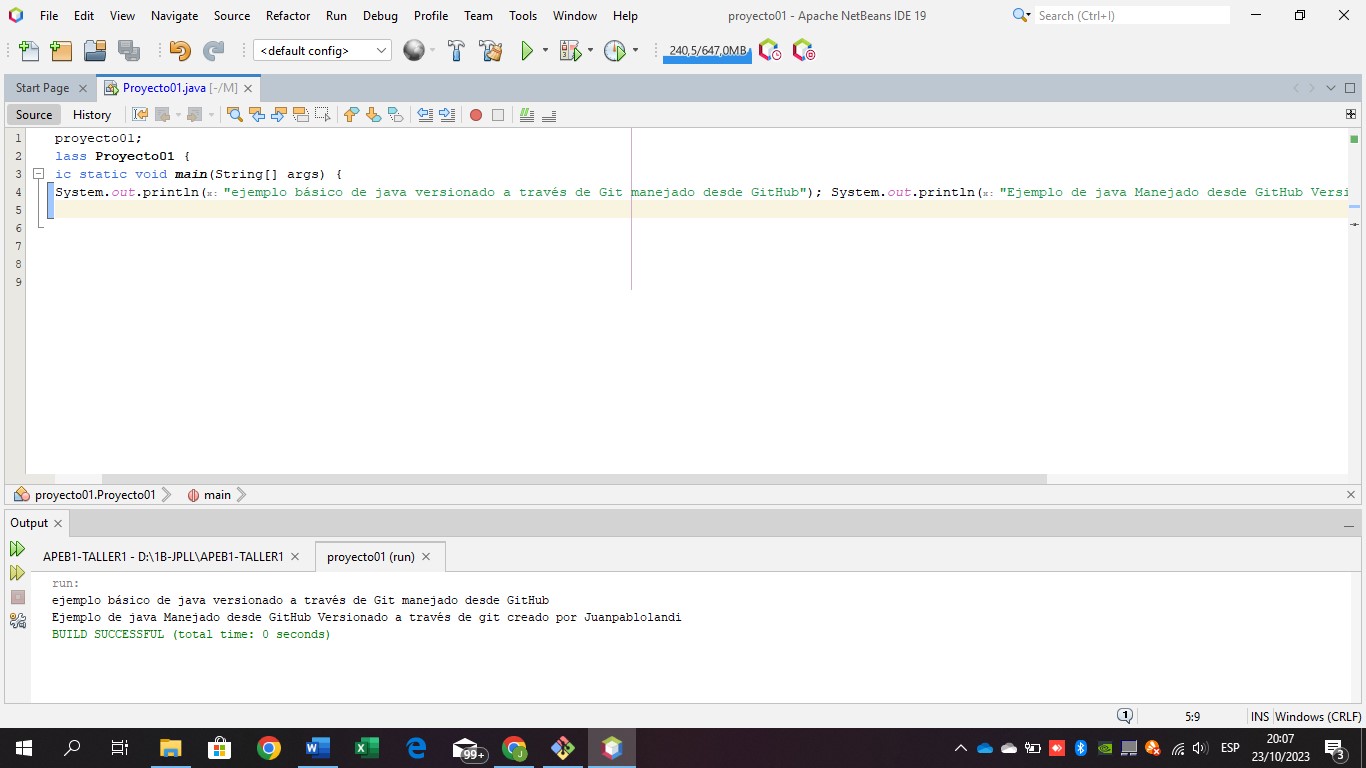 File Edit View Navigate Source Refactor Run Debug Profile Team Tools Window Help proyecto01 - Apache NetBeans IDE 19 Search (Ctrl+I)
<default config> 240,5/647,0MB
Start Page Proyecto01.java [-/M]
Source History
1 proyecto01;
2 lass Proyecto01 {
3 ic static void main(String[] args) {
4 System.out.println(x: "ejemplo básico de java versionado a través de Git manejado desde GitHub"); System.out.println(x: "Ejemplo de java Manejado desde GitHub Versi
5
6
7
8
9
proyecto01.Proyecto01 main
Output
APEB1-TALLER1 - D:\1B-JPLL\APEB1-TALLER1 proyecto01 (run)
run:
ejemplo básico de java versionado a través de Git manejado desde GitHub
Ejemplo de java Manejado desde GitHub Versionado a través de git creado por Juanpablolandi
BUILD SUCCESSFUL (total time: 0 seconds)
1 5:9 INS Windows (CRLF)
99+ J ESP 20:07
23/10/2023 3